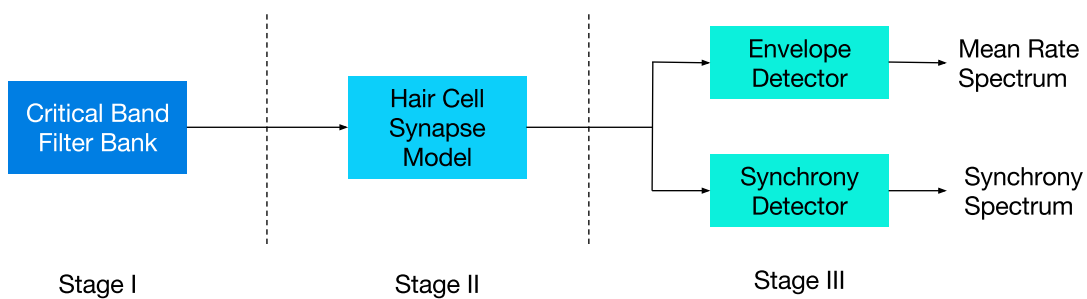 Critical Band
Filter Bank
Hair Cell
Synapse
Model
Envelope
Detector
Mean Rate
Spectrum
Synchrony
Detector
Synchrony
Spectrum
Stage I
Stage II
Stage III